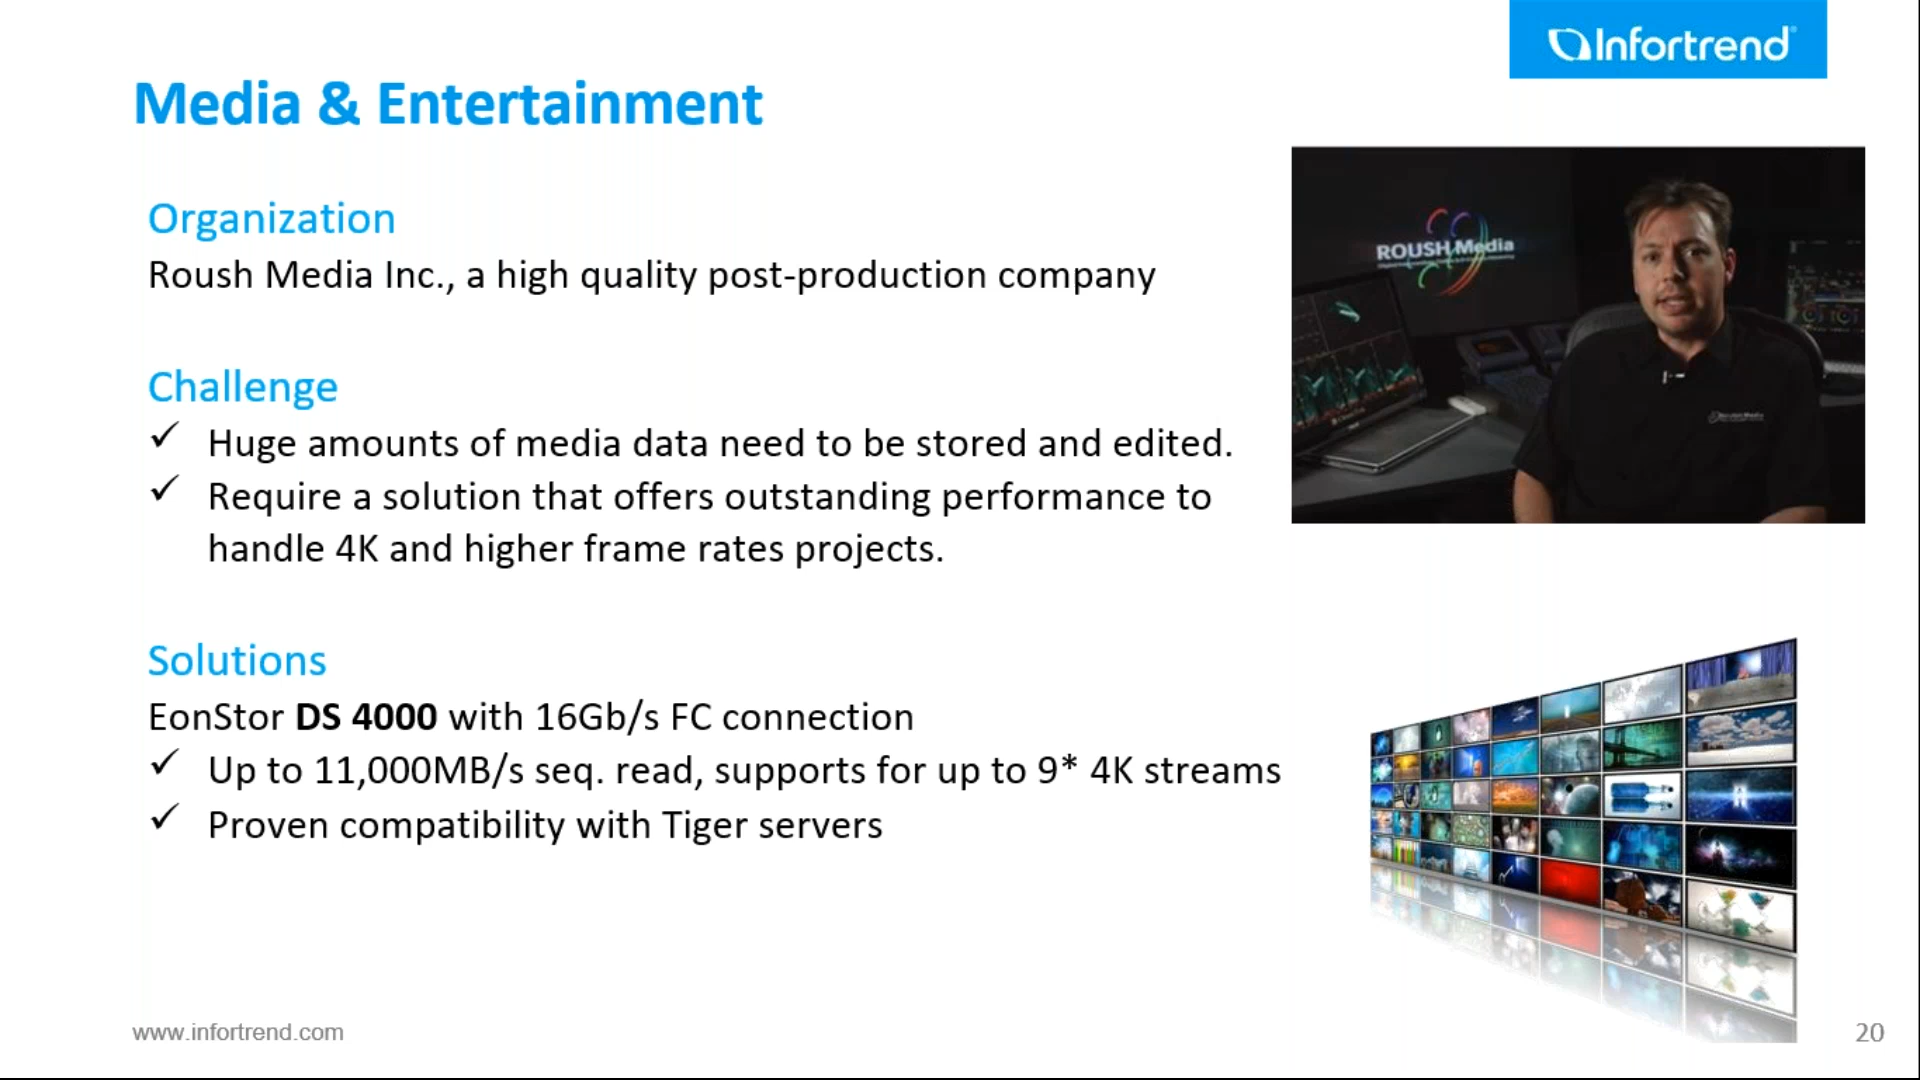 Infortrend
Media & Entertainment
Organization
Roush Media Inc., a high quality post-production company
ROUSH Media
Challenge
✓ Huge amounts of media data need to be stored and edited.
✓ Require a solution that offers outstanding performance to
handle 4K and higher frame rates projects.
Solutions
EonStor DS 4000 with 16Gb/s FC connection
✓ Up to 11,000MB/s seq. read, supports for up to 9* 4K streams
✓ Proven compatibility with Tiger servers
www.infortrend.com
20